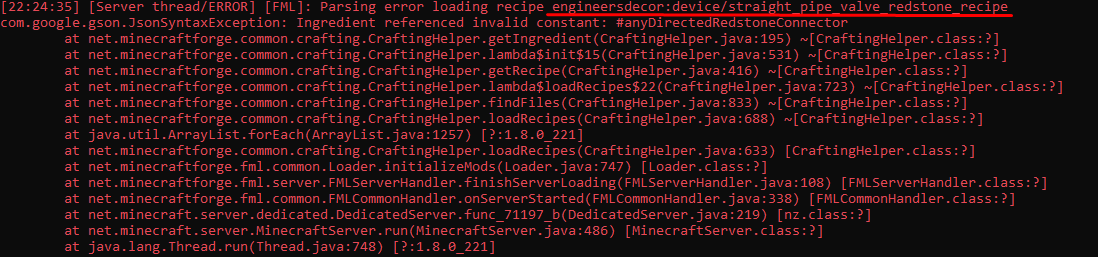 [22:24:35] [Server thread/ERROR] [FML]: Parsing error loading recipe engineersdecor:device/straight_pipe_valve_redstone_recipe
com.google.gson.JsonSyntaxException: Ingredient referenced invalid constant: #anyDirectedRedstoneConnector
at net.minecraftforge.common.crafting.CraftingHelper.getIngredient(CraftingHelper.java:195) ~[CraftingHelper.class:?]
at net.minecraftforge.common.crafting.CraftingHelper.lambda$init$15(CraftingHelper.java:531) ~[CraftingHelper.class:?]
at net.minecraftforge.common.crafting.CraftingHelper.getRecipe(CraftingHelper.java:416) ~[CraftingHelper.class:?]
at net.minecraftforge.common.crafting.CraftingHelper.lambda$loadRecipes$22(CraftingHelper.java:723) ~[CraftingHelper.class:?]
at net.minecraftforge.common.crafting.CraftingHelper.findFiles(CraftingHelper.java:833) ~[CraftingHelper.class:?]
at net.minecraftforge.common.crafting.CraftingHelper.loadRecipes(CraftingHelper.java:688) ~[CraftingHelper.class:?]
at java.util.ArrayList.forEach(ArrayList.java:1257) [?:1.8.0_221]
at net.minecraftforge.common.crafting.CraftingHelper.loadRecipes(CraftingHelper.java:633) [CraftingHelper.class:?]
at net.minecraftforge.fml.common.Loader.initializeMods(Loader.java:747) [Loader.class:?]
at net.minecraftforge.fml.server.FMLServerHandler.finishServerLoading(FMLServerHandler.java:108) [FMLServerHandler.class:?]
at net.minecraftforge.fml.common.FMLCommonHandler.onServerStarted(FMLCommonHandler.java:338) [FMLCommonHandler.class:?]
at net.minecraft.server.dedicated.DedicatedServer.func_71197_b(DedicatedServer.java:219) [nz.class:?]
at net.minecraft.server.MinecraftServer.run(MinecraftServer.java:486) [MinecraftServer.class:?]
at java.lang.Thread.run(Thread.java:748) [?:1.8.0_221]